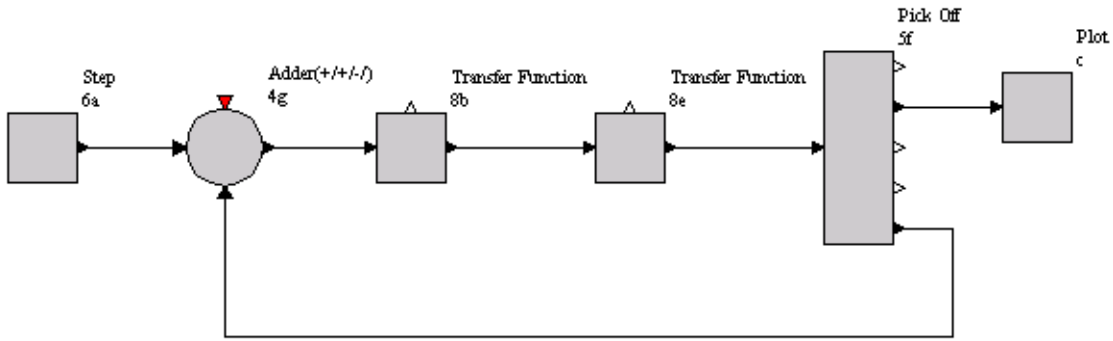 Pick Off
5f
Plot
c
Step
6a
Adder(+/+/-/)
4g
Transfer Function
8b
Transfer Function
8e